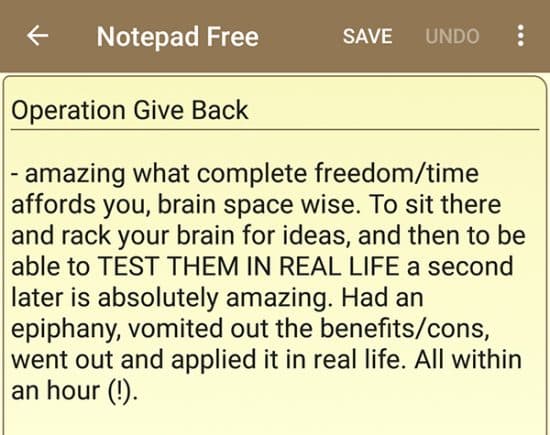 Notepad Free SAVE UNDO
Operation Give Back
- amazing what complete freedom/time
affords you, brain space wise. To sit there
and rack your brain for ideas, and then to be
able to TEST THEM IN REAL LIFE a second
later is absolutely amazing. Had an
epiphany, vomited out the benefits/cons,
went out and applied it in real life. All within
an hour (!).